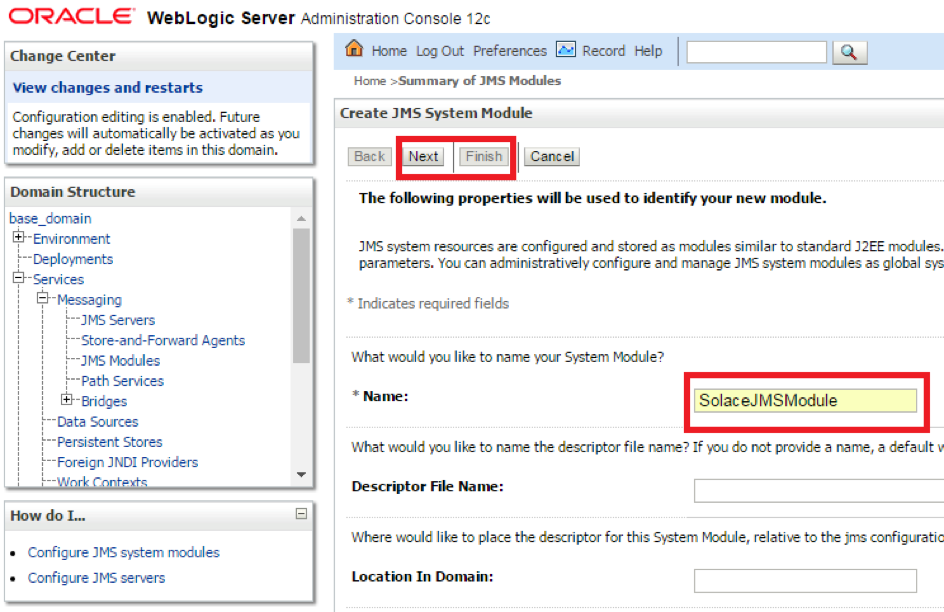 ORACLE® WebLogic Server Administration Console 12c
Change Center
View changes and restarts
Configuration editing is enabled. Future
changes will automatically be activated as you
modify, add or delete items in this domain.
Domain Structure
base_domain
Environment
Deployments
Services
Messaging
JMS Servers
Store-and-Forward Agents
JMS Modules
Path Services
Bridges
Data Sources
Persistent Stores
Foreign JNDI Providers
Work Contexts
How do I...
Configure JMS system modules
Configure JMS servers
Home Log Out Preferences Record Help
Home >Summary of JMS Modules
Create JMS System Module
Back Next Finish Cancel
The following properties will be used to identify your new module.
JMS system resources are configured and stored as modules similar to standard J2EE modules.
parameters. You can administratively configure and manage JMS system modules as global sys
* Indicates required fields
What would you like to name your System Module?
* Name: SolaceJMSModule
What would you like to name the descriptor file name? If you do not provide a name, a default w
Descriptor File Name:
Where would like to place the descriptor for this System Module, relative to the jms configuratio
Location In Domain: